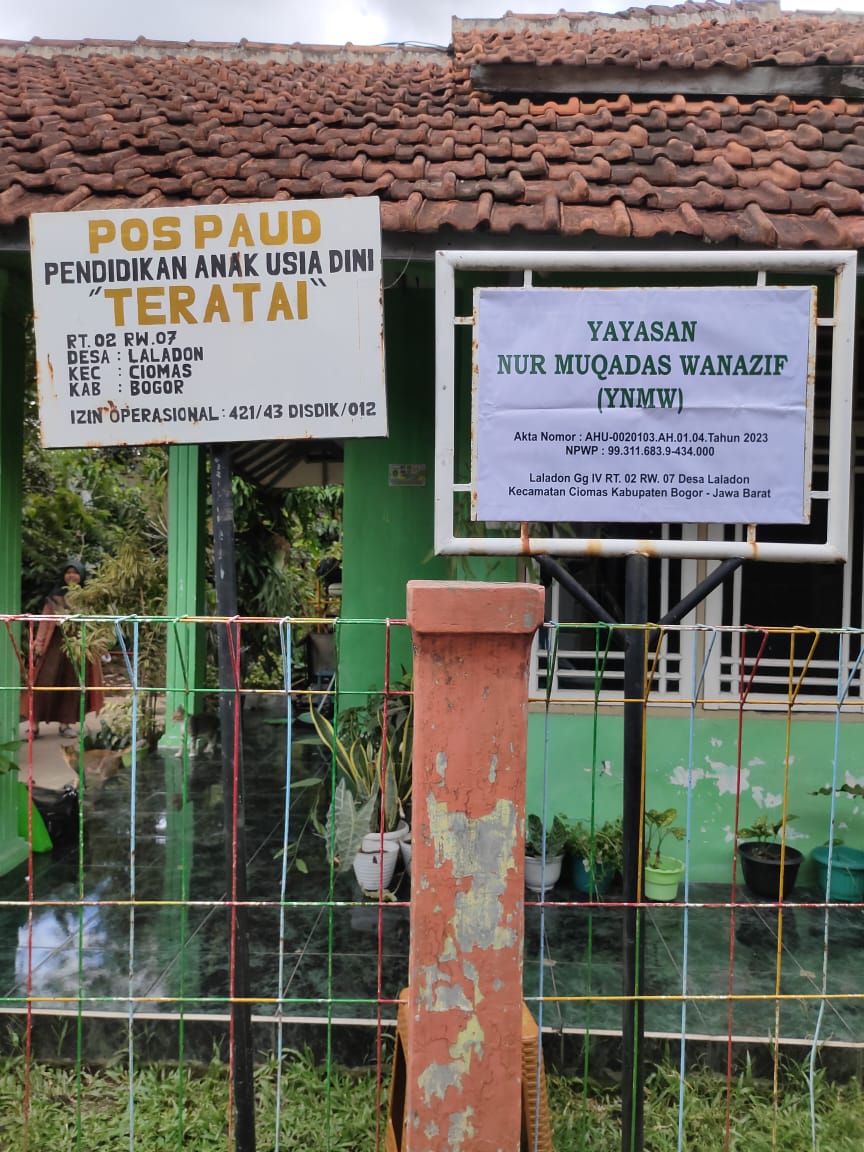 POS PAUD
PENDIDIKAN ANAK USIA DINI
"TERATAI"
RT. 02 RW. 07
DESA : LALADON
KEC : CIOMAS
KAB : BOGOR
IZIN OPERASIONAL : 421/43 DISDIK/012
YAYASAN
NUR MUQADAS WANAZIF
(YNMW)
Akta Nomor : AHU-0020103.AH.01.04.Tahun 2023
NPWP : 99.311.683.9-434.000
Laladon Gg IV RT. 02 RW. 07 Desa Laladon
Kecamatan Ciomas Kabupaten Bogor - Jawa Barat